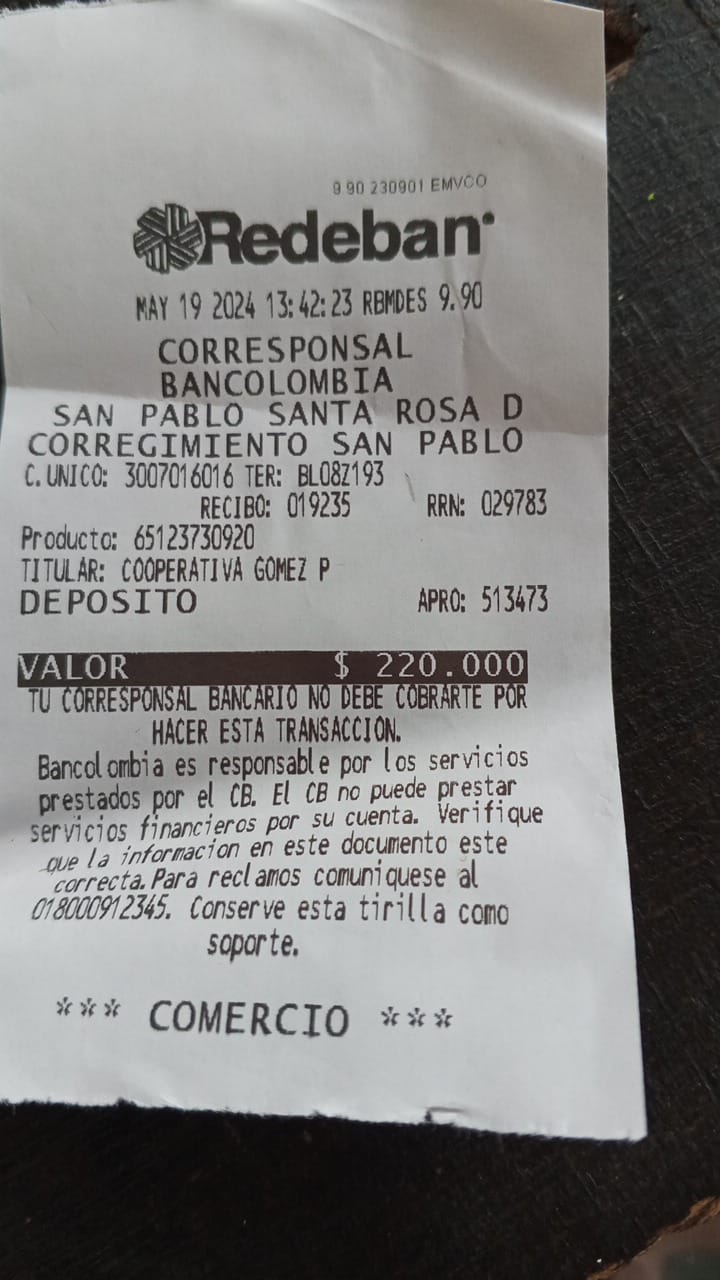 9.90 230901 EMVCO
Redeban
MAY 19 2024 13:42:23 RBMDES 9.90
CORRESPONSAL
BANCOLOMBIA
SAN PABLO SANTA ROSA D
CORREGIMIENTO SAN PABLO
C. UNICO: 3007016016 TER: BL08Z193
RECIBO: 019235 RRN: 029783
Producto: 65123730920
TITULAR: COOPERATIVA GOMEZ P
DEPOSITO APRO: 513473
VALOR $ 220.000
TU CORRESPONSAL BANCARIO NO DEBE COBRARTE POR
HACER ESTA TRANSACCION.
Bancolombia es responsable por los servicios
prestados por el CB. El CB no puede prestar
servicios financieros por su cuenta. Verifique
que la informacion en este documento este
correcta. Para reclamos comuniquese al
018000912345. Conserve esta tirilla como
soporte.
*** COMERCIO ***